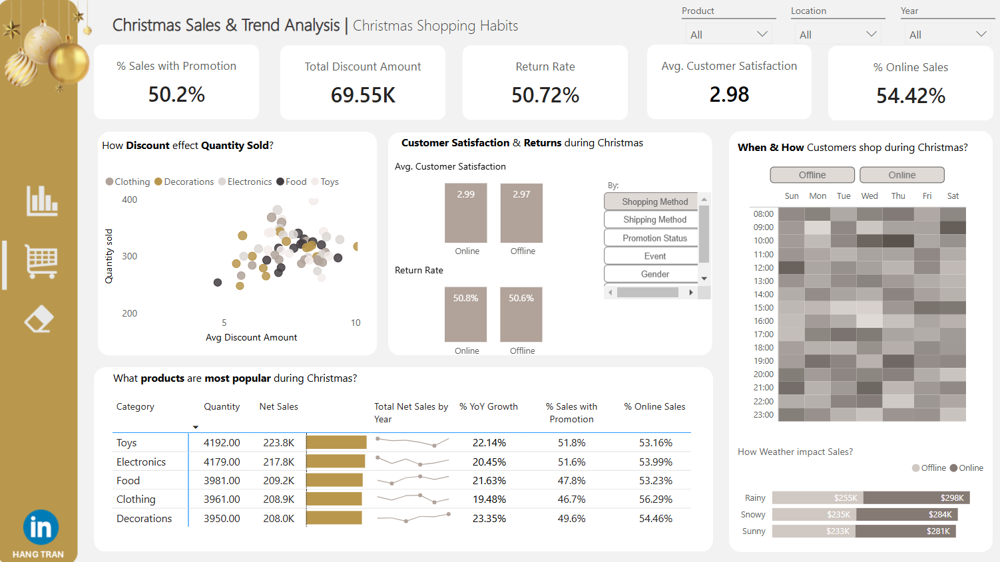 Christmas Sales & Trend Analysis | Christmas Shopping Habits
Product
All
Location
All
Year
All
% Sales with Promotion
50.2%
Total Discount Amount
69.55K
Return Rate
50.72%
Avg. Customer Satisfaction
2.98
% Online Sales
54.42%
How Discount effect Quantity Sold?
Clothing Decorations Electronics Food Toys
Quantity sold
400
300
200
5 10
Avg Discount Amount
Customer Satisfaction & Returns during Christmas
Avg. Customer Satisfaction
2.99 2.97
Online Offline
Return Rate
50.8% 50.6%
Online Offline
By:
Shopping Method
Shipping Method
Promotion Status
Event
Gender
When & How Customers shop during Christmas?
Offline Online
Sun Mon Tue Wed Thu Fri Sat
08:00
09:00
10:00
11:00
12:00
13:00
14:00
15:00
16:00
17:00
18:00
19:00
20:00
21:00
22:00
23:00
How Weather impact Sales?
Offline Online
Rainy $255K $298K
Snowy $235K $284K
Sunny $233K $281K
What products are most popular during Christmas?
Category Quantity Net Sales Total Net Sales by Year % YoY Growth % Sales with Promotion % Online Sales
Toys 4192.00 223.8K 22.14% 51.8% 53.16%
Electronics 4179.00 217.8K 20.45% 51.6% 53.99%
Food 3981.00 209.2K 21.63% 47.8% 53.23%
Clothing 3961.00 208.9K 19.48% 46.7% 56.29%
Decorations 3950.00 208.0K 23.35% 49.6% 54.46%
in
HANG TRAN